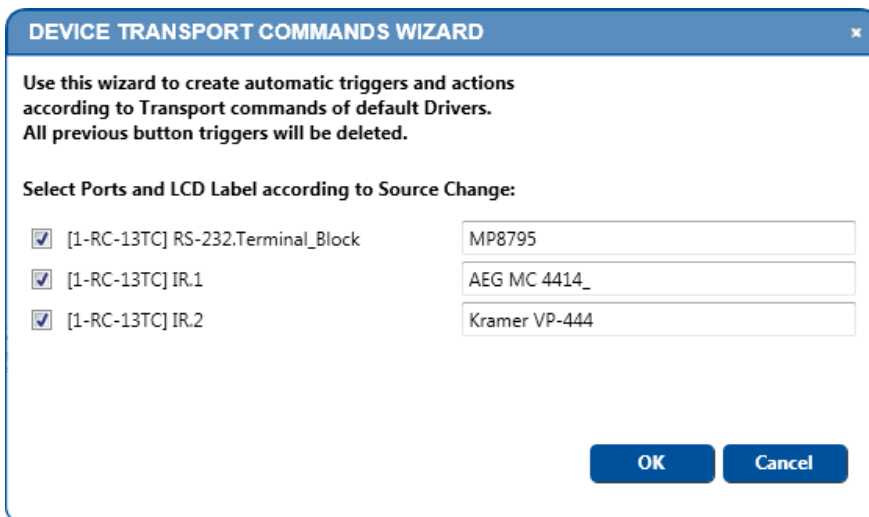 DEVICE TRANSPORT COMMANDS WIZARD
Use this wizard to create automatic triggers and actions
according to Transport commands of default Drivers.
All previous button triggers will be deleted.
Select Ports and LCD Label according to Source Change:
[1-RC-13TC] RS-232.Terminal_Block MP8795
[1-RC-13TC] IR.1 AEG MC 4414_
[1-RC-13TC] IR.2 Kramer VP-444
OK Cancel